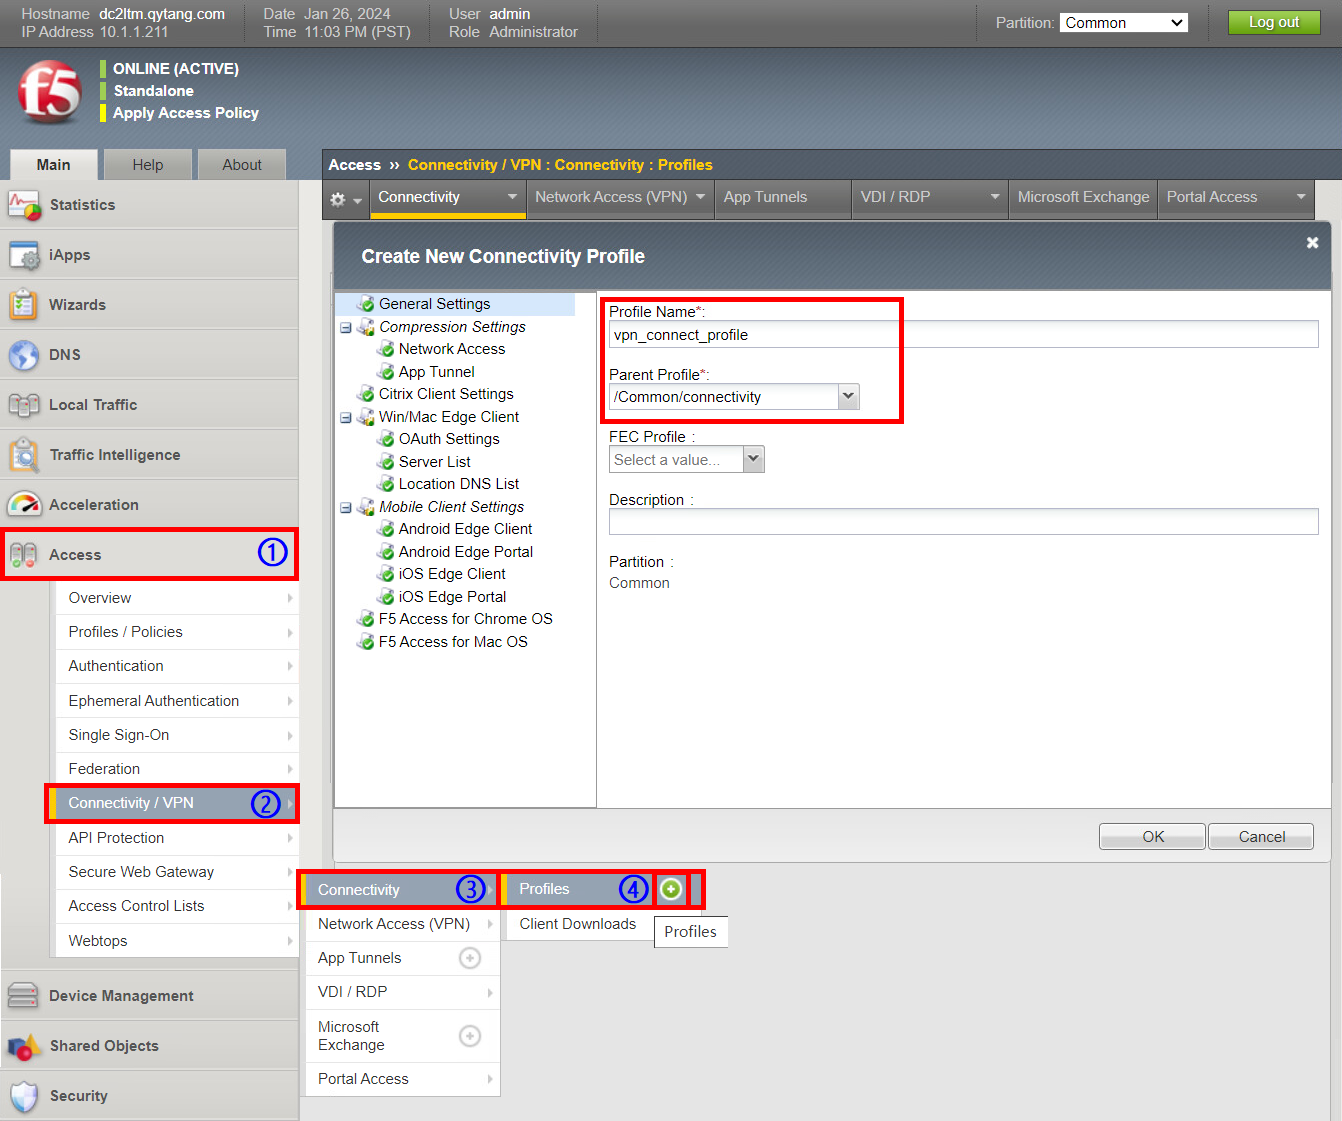 Hostname dc2ltm.qytang.com Date Jan 26, 2024 User admin
IP Address 10.1.1.211 Time 11:03 PM (PST) Role Administrator
Partition: Common Log out
f5
ONLINE (ACTIVE)
Standalone
Apply Access Policy
Main Help About
Access ›› Connectivity / VPN : Connectivity : Profiles
Connectivity Network Access (VPN) App Tunnels VDI / RDP Microsoft Exchange Portal Access
Statistics
iApps
Wizards
DNS
Local Traffic
Traffic Intelligence
Acceleration
Access 1
Overview
Profiles / Policies
Authentication
Ephemeral Authentication
Single Sign-On
Federation
Connectivity / VPN 2
API Protection
Secure Web Gateway
Access Control Lists
Webtops
Device Management
Shared Objects
Security
Create New Connectivity Profile
General Settings
Compression Settings
Network Access
App Tunnel
Citrix Client Settings
Win/Mac Edge Client
OAuth Settings
Server List
Location DNS List
Mobile Client Settings
Android Edge Client
Android Edge Portal
iOS Edge Client
iOS Edge Portal
F5 Access for Chrome OS
F5 Access for Mac OS
Profile Name*:
vpn_connect_profile
Parent Profile*:
/Common/connectivity
FEC Profile :
Select a value...
Description :
Partition :
Common
OK Cancel
Connectivity 3
Network Access (VPN)
App Tunnels
VDI / RDP
Microsoft
Exchange
Portal Access
Profiles 4
Client Downloads
Profiles